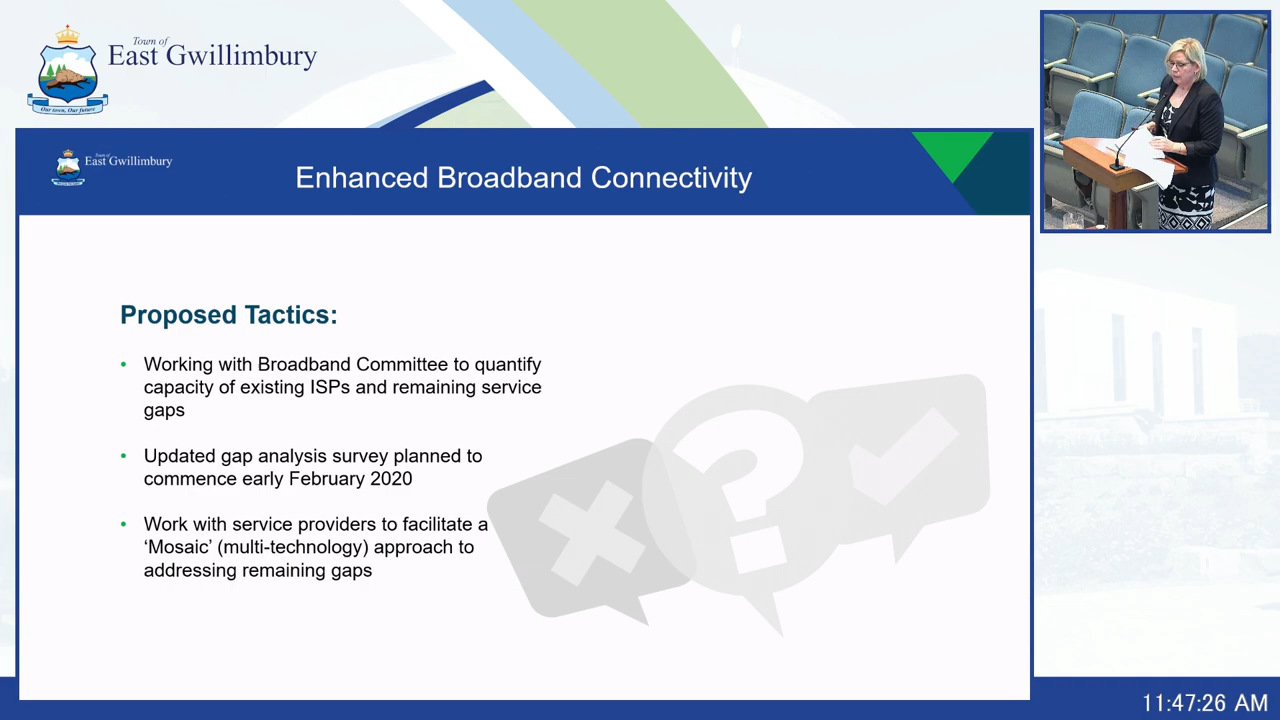 Town of
East Gwillimbury
Our town, Our future
Town of
East Gwillimbury
Enhanced Broadband Connectivity
Proposed Tactics:
• Working with Broadband Committee to quantify
capacity of existing ISPs and remaining service
gaps
• Updated gap analysis survey planned to
commence early February 2020
• Work with service providers to facilitate a
‘Mosaic’ (multi-technology) approach to
addressing remaining gaps
11:47:26 AM